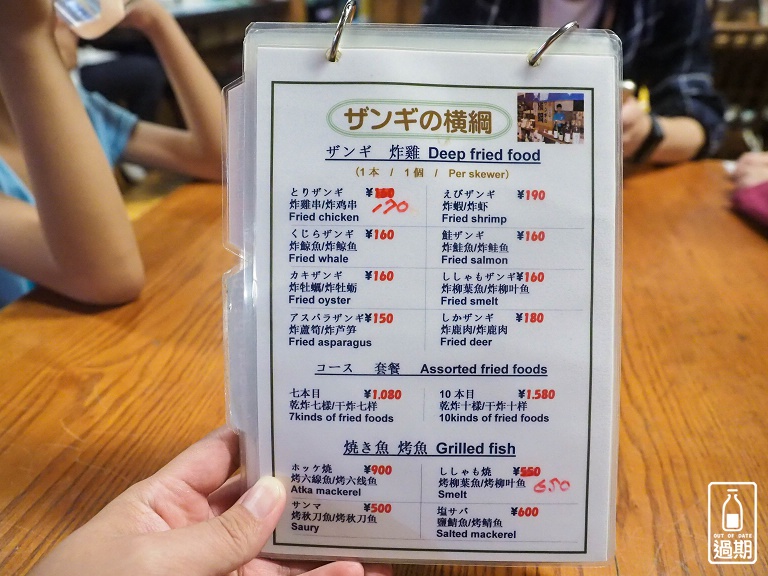 ザンギの横綱
ザンギ 炸雞 Deep fried food
(1本 / 1個 / Per skewer)
とりザンギ ¥160 170
炸雞串/炸鸡串
Fried chicken
えびザンギ ¥190
炸蝦/炸虾
Fried shrimp
くじらザンギ ¥160
炸鯨魚/炸鲸鱼
Fried whale
鮭ザンギ ¥160
炸鮭魚/炸鲑鱼
Fried salmon
カキザンギ ¥160
炸牡蠣/炸牡蛎
Fried oyster
ししゃもザンギ ¥160
炸柳葉魚/炸柳叶鱼
Fried smelt
アスパラザンギ ¥150
炸蘆筍/炸芦笋
Fried asparagus
しかザンギ ¥180
炸鹿肉/炸鹿肉
Fried deer
コース 套餐 Assorted fried foods
七本目 ¥1,080
乾炸七樣/干炸七样
7kinds of fried foods
10本目 ¥1,580
乾炸十樣/干炸十样
10kinds of fried foods
焼き魚 烤魚 Grilled fish
ホッケ焼 ¥900
烤六線魚/烤六线鱼
Atka mackerel
ししゃも焼 ¥550 650
烤柳葉魚/烤柳叶鱼
Smelt
サンマ ¥500
烤秋刀魚/烤秋刀鱼
Saury
塩サバ ¥600
鹽鯖魚/烤鲭鱼
Salted mackerel
OUT OF DATE
過期